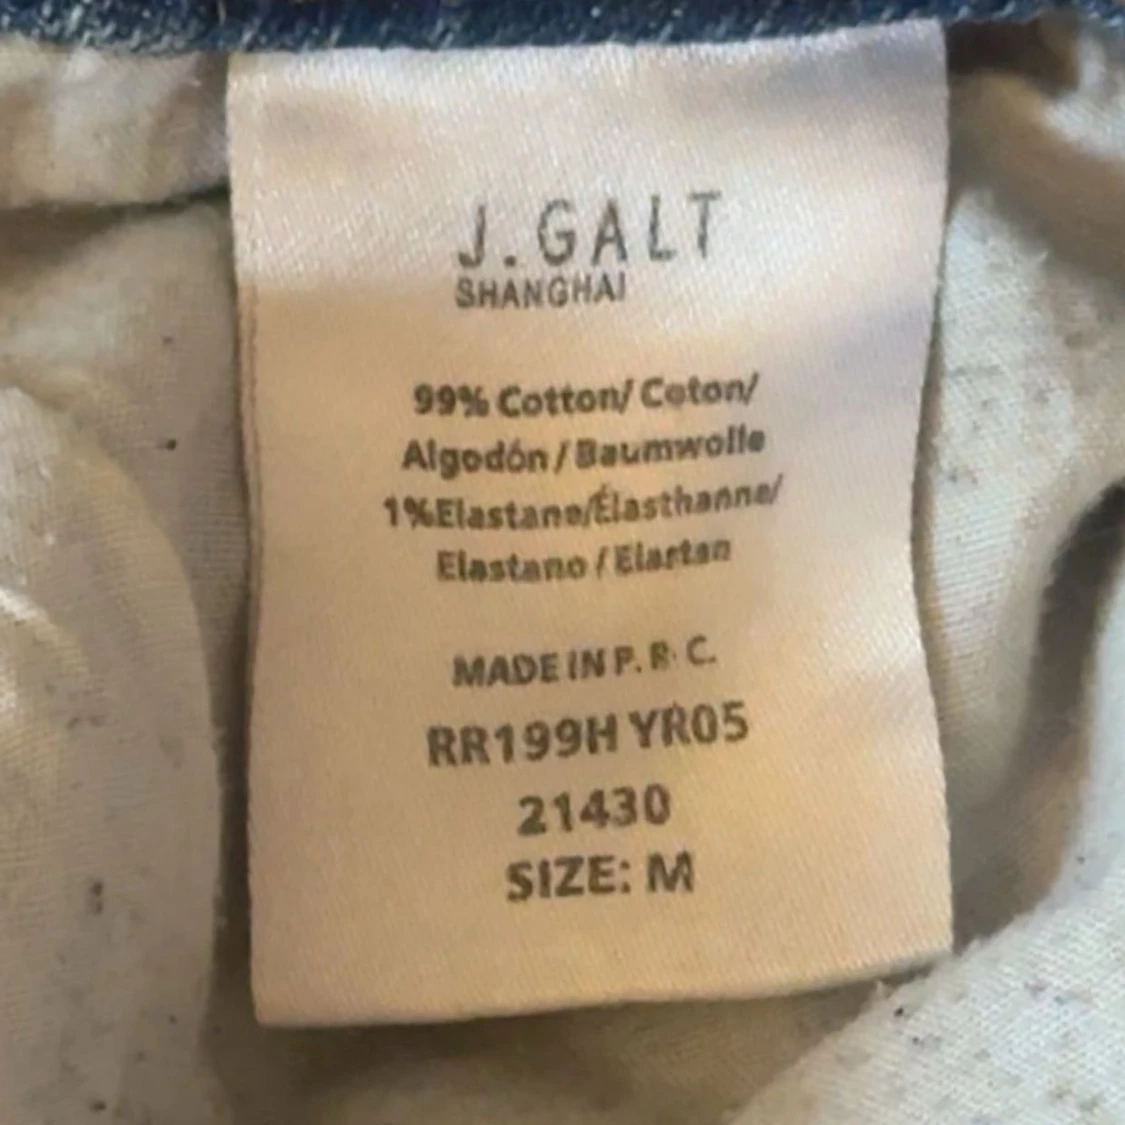 J. GALT
SHANGHAI
99% Cotton/ Coton/
Algodón / Baumwolle
1%Elastane/Élasthanne/
Elastano / Elartan
MADE IN P. R. C.
RR199H YR05
21430
SIZE: M